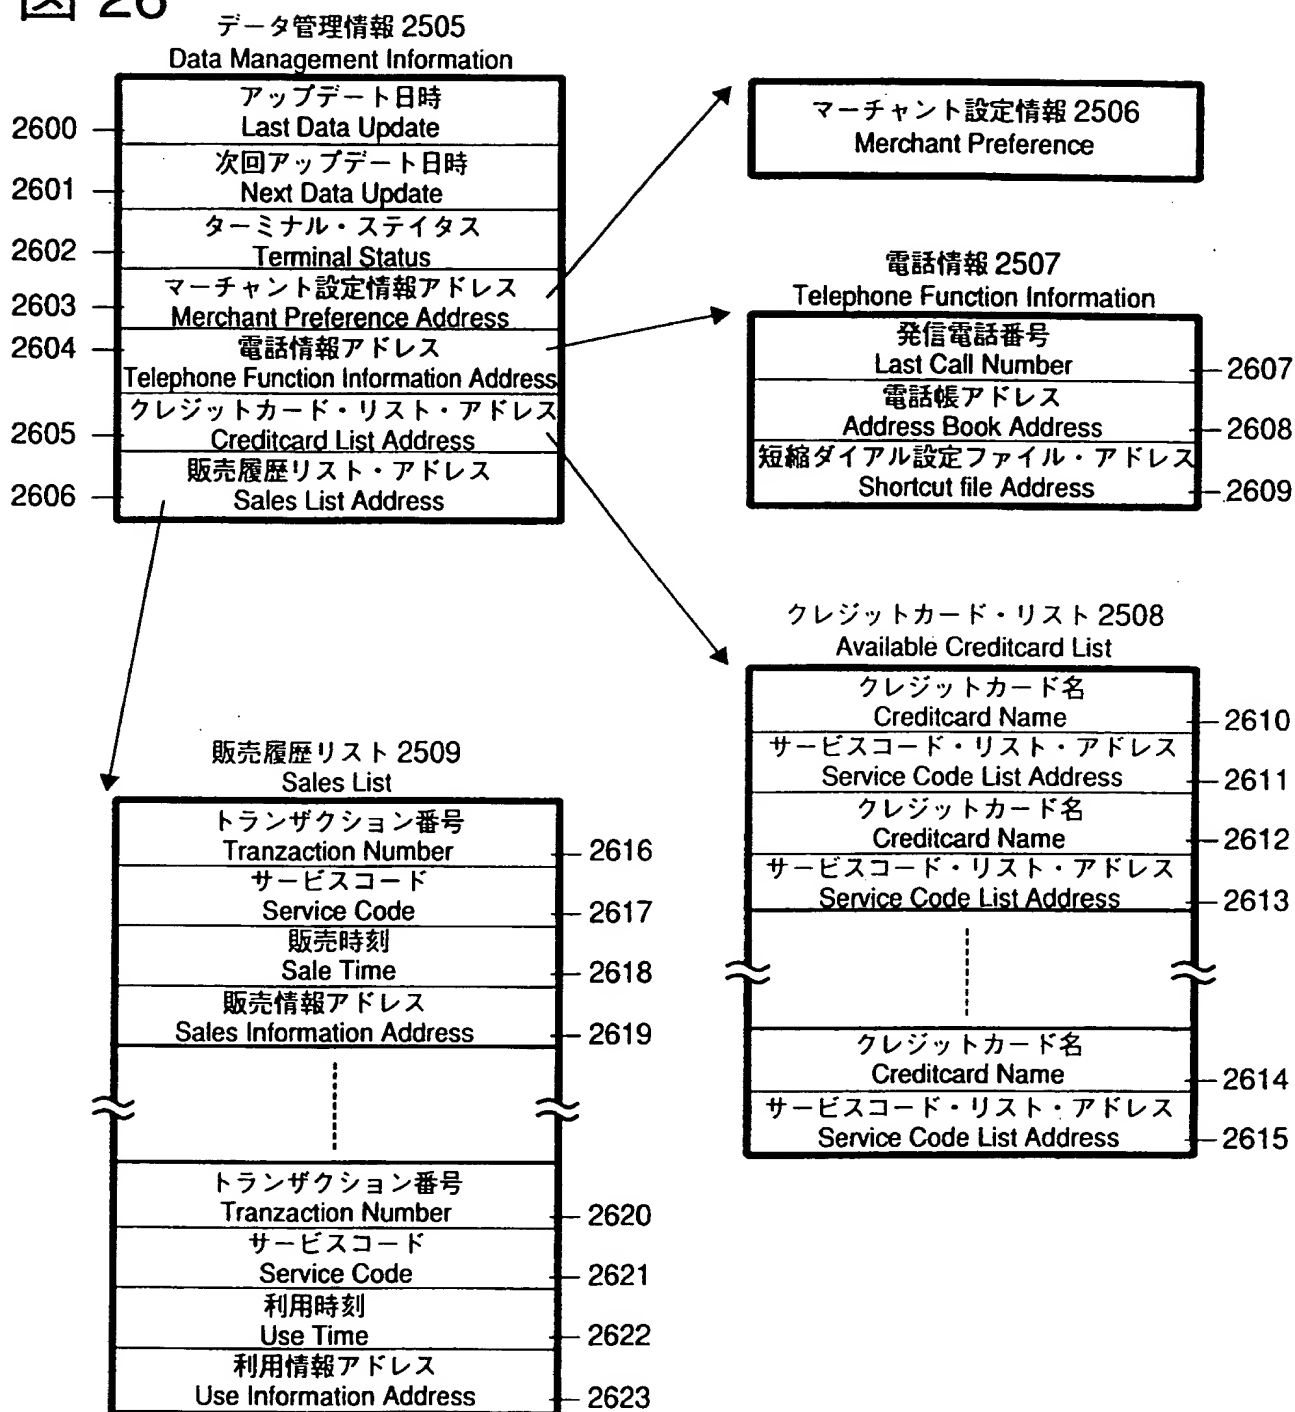 図 26
データ管理情報 2505
Data Management Information
アップデート日時
2600
Last Data Update
次回アップデート日時
2601
Next Data Update
ターミナル・ステイタス
2602
Terminal Status
マーチャント設定情報アドレス
2603
Merchant Preference Address
2604
電話情報アドレス
Telephone Function Information Address
クレジットカード・リスト・アドレス
2605
Creditcard List Address
販売履歴リスト・アドレス
2606
Sales List Address
マーチャント設定情報 2506
Merchant Preference
電話情報 2507
Telephone Function Information
発信電話番号
Last Call Number
2607
電話帳アドレス
Address Book Address
2608
短縮ダイアル設定ファイル・アドレス
Shortcut file Address
2609
クレジットカード・リスト 2508
Available Creditcard List
クレジットカード名
Creditcard Name
2610
サービスコード・リスト・アドレス
Service Code List Address
2611
クレジットカード名
Creditcard Name
2612
サービスコード・リスト・アドレス
Service Code List Address
2613
クレジットカード名
Creditcard Name
2614
サービスコード・リスト・アドレス
Service Code List Address
2615
販売履歴リスト 2509
Sales List
トランザクション番号
Tranzaction Number
2616
サービスコード
Service Code
2617
販売時刻
Sale Time
2618
販売情報アドレス
Sales Information Address
2619
トランザクション番号
Tranzaction Number
2620
サービスコード
Service Code
2621
利用時刻
Use Time
2622
利用情報アドレス
Use Information Address
2623